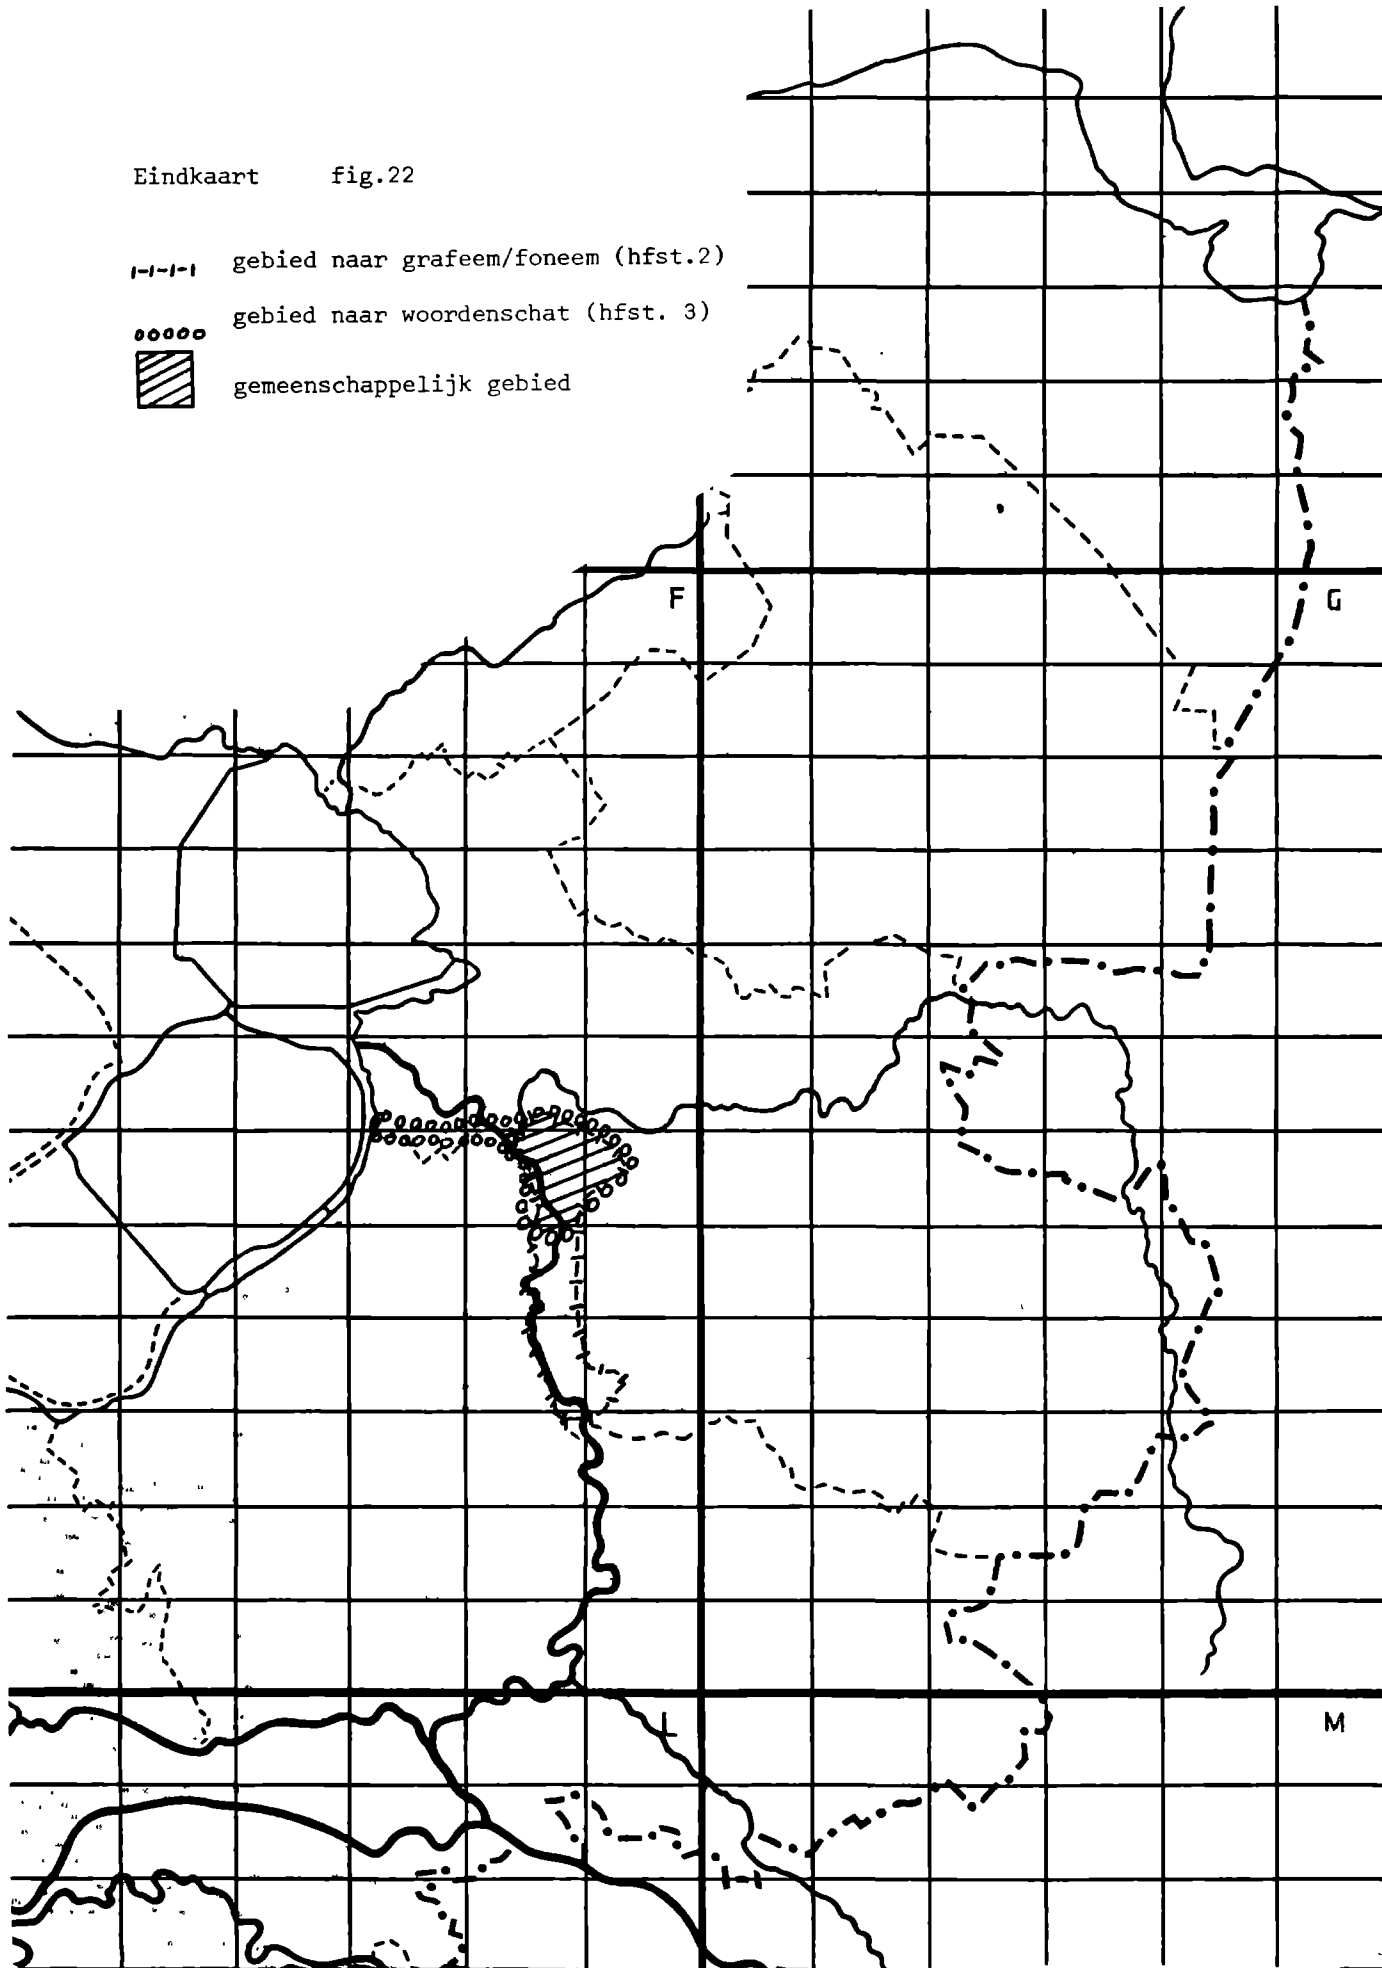 Eindkaart fig.22
gebied naar grafeem/foneem (hfst.2)
gebied naar woordenschat (hfst. 3)
gemeenschappelijk gebied
F
G
L
M